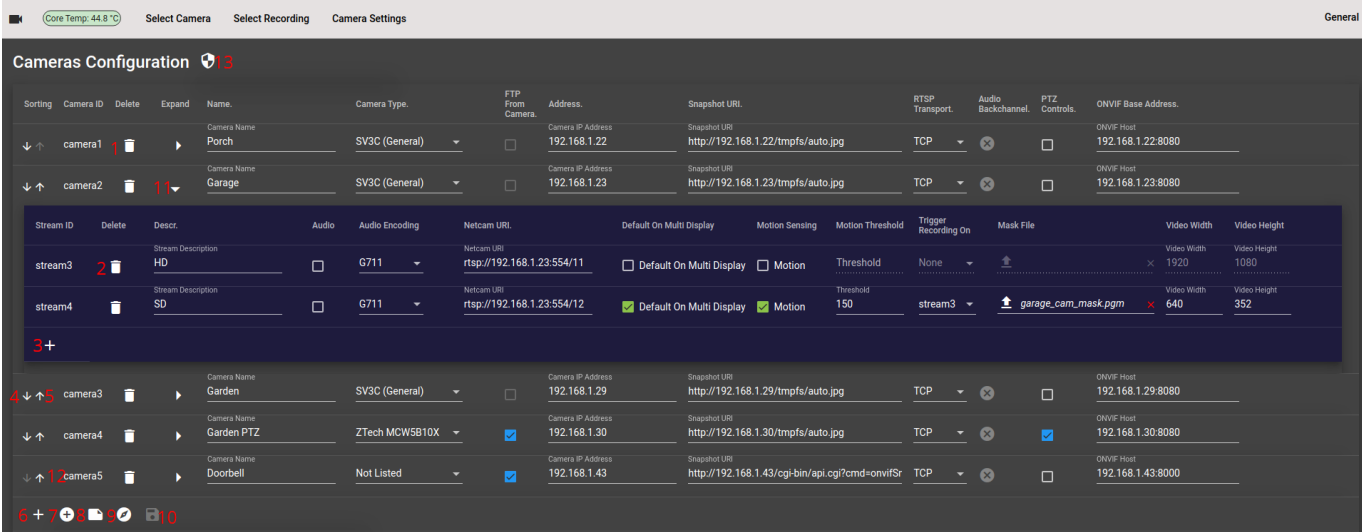 Core Temp: 44.8 °C Select Camera Select Recording Camera Settings General
Cameras Configuration 13
Sorting Camera ID Delete Expand Name. Camera Type. FTP From Camera. Address. Snapshot URI. RTSP Transport. Audio Backchannel. PTZ Controls. ONVIF Base Address.
Camera Name Camera IP Address Snapshot URI ONVIF Host
camera1 1 Porch SV3C (General) 192.168.1.22 http://192.168.1.22/tmpfs/auto.jpg TCP 192.168.1.22:8080
Camera Name Camera IP Address Snapshot URI ONVIF Host
camera2 11 Garage SV3C (General) 192.168.1.23 http://192.168.1.23/tmpfs/auto.jpg TCP 192.168.1.23:8080
Stream ID Delete Descr. Audio Audio Encoding Netcam URI. Default On Multi Display Motion Sensing Motion Threshold Trigger Recording On Mask File Video Width Video Height
Stream Description Netcam URI Video Width Video Height
stream3 2 HD G711 rtsp://192.168.1.23:554/11 Default On Multi Display Motion Threshold None 1920 1080
Stream Description Netcam URI Threshold Video Width Video Height
stream4 SD G711 rtsp://192.168.1.23:554/12 Default On Multi Display Motion 150 stream3 garage_cam_mask.pgm 640 352
3
Camera Name Camera IP Address Snapshot URI ONVIF Host
4 5 camera3 Garden SV3C (General) 192.168.1.29 http://192.168.1.29/tmpfs/auto.jpg TCP 192.168.1.29:8080
Camera Name Camera IP Address Snapshot URI ONVIF Host
camera4 Garden PTZ ZTech MCW5B10X 192.168.1.30 http://192.168.1.30/tmpfs/auto.jpg TCP 192.168.1.30:8080
Camera Name Camera IP Address Snapshot URI ONVIF Host
12 camera5 Doorbell Not Listed 192.168.1.43 http://192.168.1.43/cgi-bin/api.cgi?cmd=onvifSr TCP 192.168.1.43:8000
6 7 8 9 10